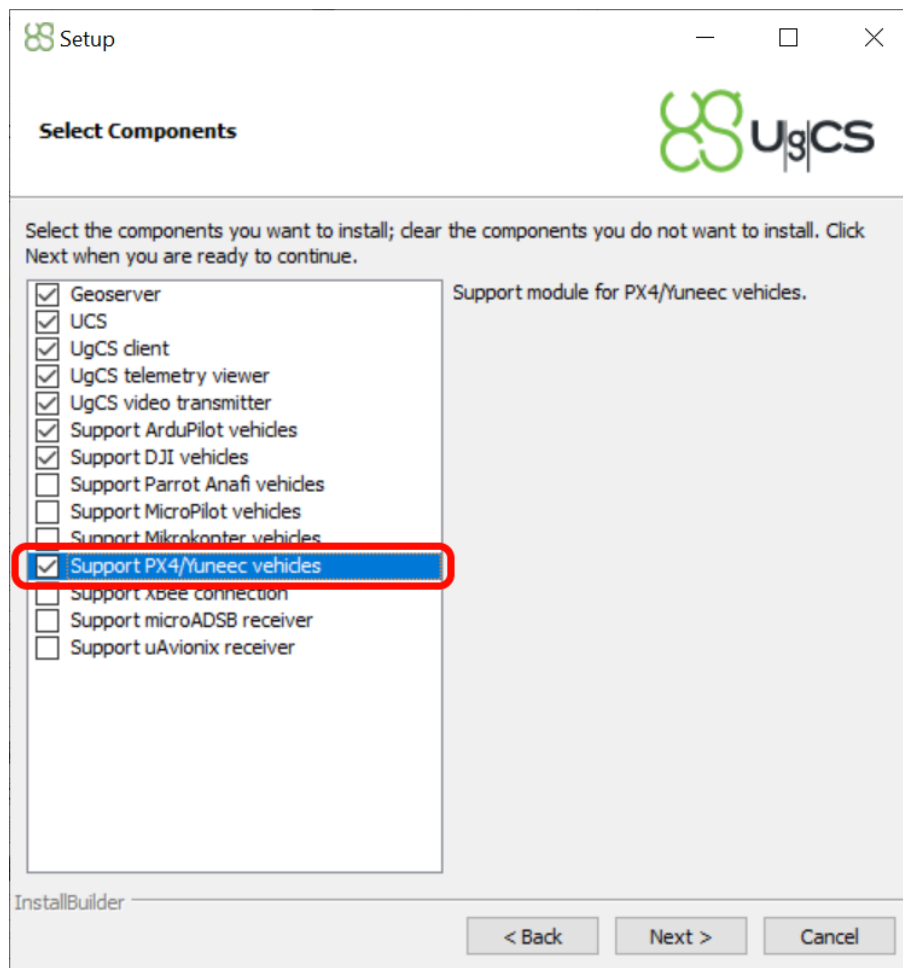 Setup
Select Components
UgCS
Select the components you want to install; clear the components you do not want to install. Click
Next when you are ready to continue.
Geoserver
UCS
UgCS client
UgCS telemetry viewer
UgCS video transmitter
Support ArduPilot vehicles
Support DJI vehicles
Support Parrot Anafi vehicles
Support MicroPilot vehicles
Support Mikrokopter vehicles
Support PX4/Yuneec vehicles
Support XBee connection
Support microADSB receiver
Support uAvionix receiver
Support module for PX4/Yuneec vehicles.
InstallBuilder
< Back
Next >
Cancel